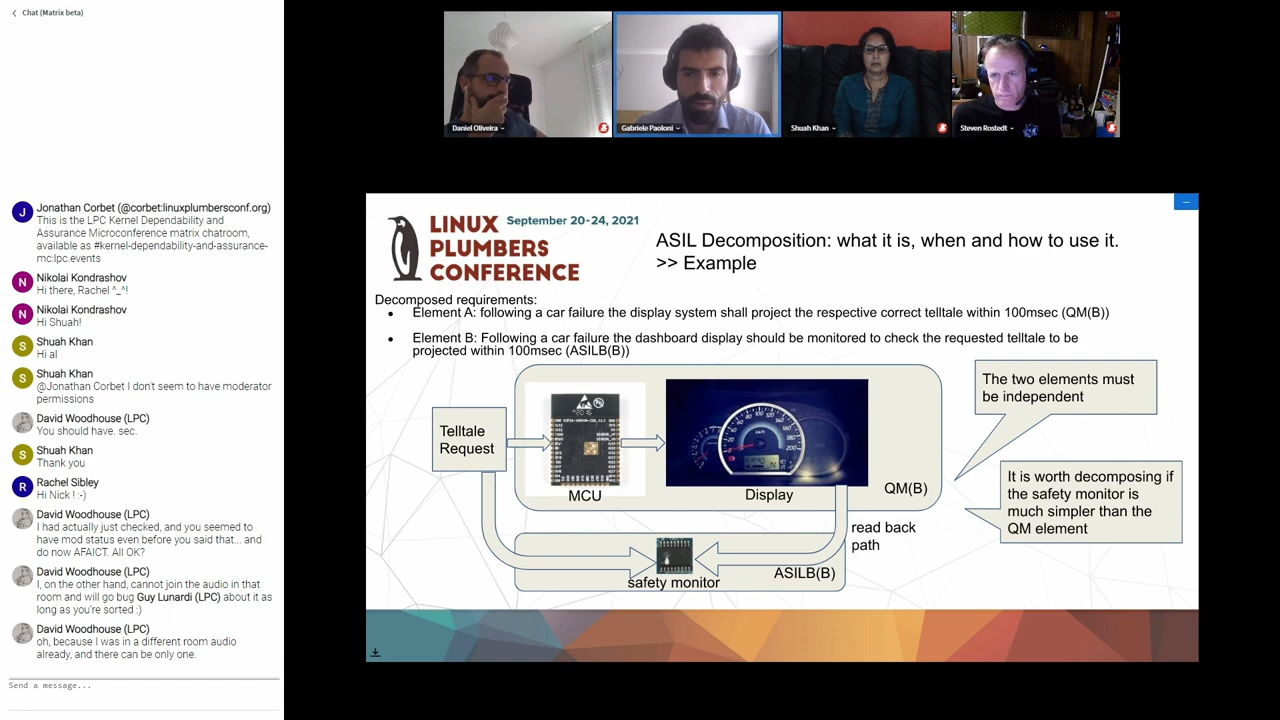 Chat (Matrix beta)
Jonathan Corbet (@corbet:linuxplumbersconf.org)
This is the LPC Kernel Dependability and
Assurance Microconference matrix chatroom,
available as #kernel-dependability-and-assurance-
mc:lpc.events
Nikolai Kondrashov
Hi there, Rachel ^_^!
Nikolai Kondrashov
Hi Shuah!
Shuah Khan
Hi al
Shuah Khan
@Jonathan Corbet I don't seem to have moderator
permissions
David Woodhouse (LPC)
You should have. sec.
Shuah Khan
Thank you
Rachel Sibley
Hi Nick ! :-)
David Woodhouse (LPC)
I had actually just checked, and you seemed to
have mod status even before you said that... and
do now AFAICT. All OK?
David Woodhouse (LPC)
I, on the other hand, cannot join the audio in that
room and will go bug Guy Lunardi (LPC) about it as
long as you're sorted :)
David Woodhouse (LPC)
oh, because I was in a different room audio
already, and there can be only one.
Send a message...
Daniel Oliveira
Gabriele Paoloni
Shuah Khan
Steven Rostedt
LINUX
PLUMBERS
CONFERENCE
September 20-24, 2021
ASIL Decomposition: what it is, when and how to use it.
>> Example
Decomposed requirements:
• Element A: following a car failure the display system shall project the respective correct telltale within 100msec (QM(B))
• Element B: Following a car failure the dashboard display should be monitored to check the requested telltale to be
projected within 100msec (ASILB(B))
Telltale
Request
MCU
Display
QM(B)
read back
path
safety monitor
ASILB(B)
The two elements must
be independent
It is worth decomposing if
the safety monitor is
much simpler than the
QM element